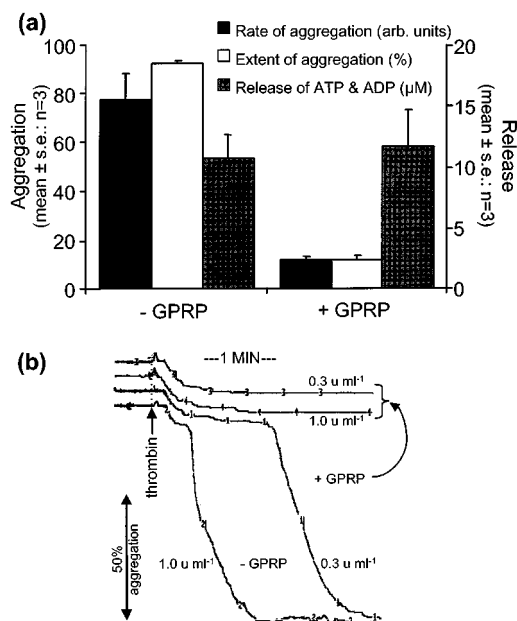 (a)
Rate of aggregation (arb. units)
Extent of aggregation (%)
Release of ATP & ADP (µM)
100
80
60
40
20
0
Aggregation
(mean ± s.e.: n=3)
20
15
10
5
0
Release
(mean ± s.e.: n=3)
- GPRP
+ GPRP
(b)
---1 MIN---
0.3 u ml-1
1.0 u ml-1
+ GPRP
thrombin
50%
aggregation
1.0 u ml-1
- GPRP
0.3 u ml-1